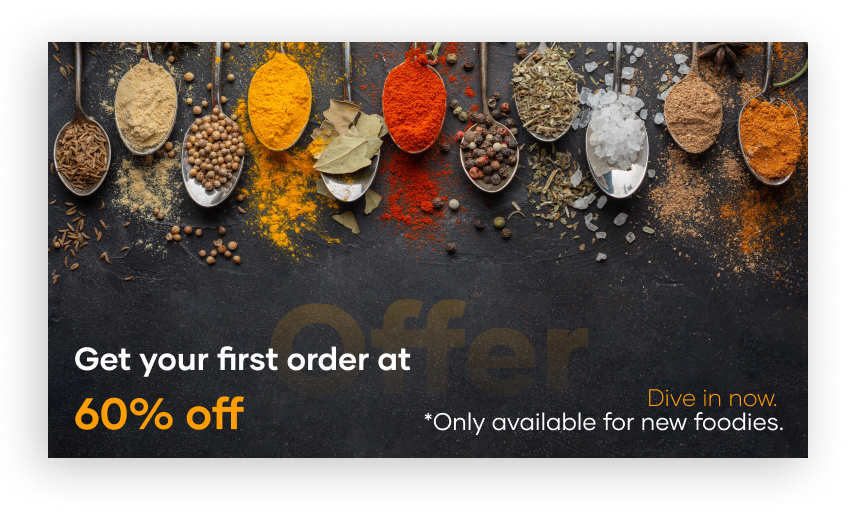 Offer
Get your first order at
60% off
Dive in now.
*Only available for new foodies.